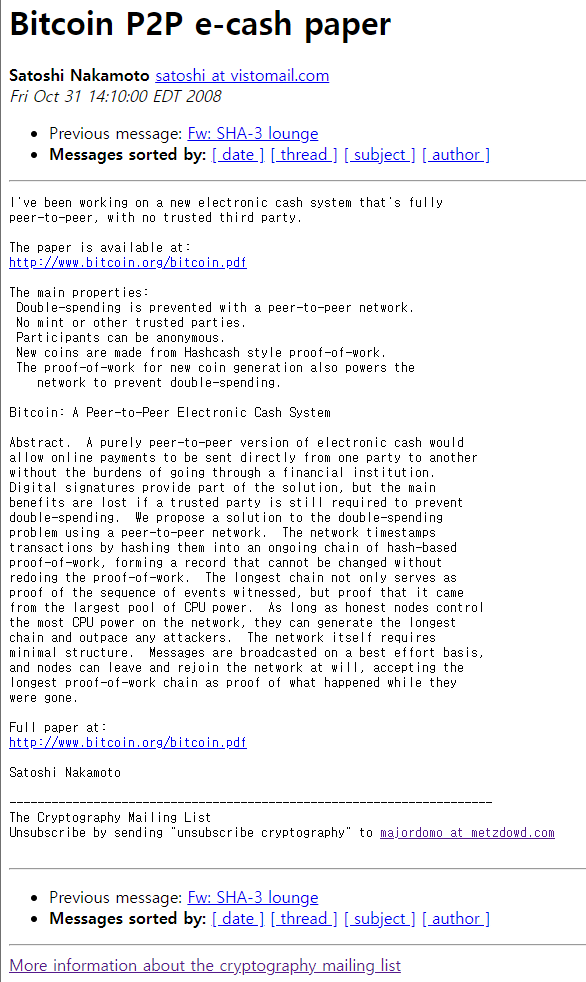 Bitcoin P2P e-cash paper
Satoshi Nakamoto satoshi at vistomail.com
Fri Oct 31 14:10:00 EDT 2008
• Previous message: Fw: SHA-3 lounge
• Messages sorted by: [ date ] [ thread ] [ subject ] [ author ]
I've been working on a new electronic cash system that's fully
peer-to-peer, with no trusted third party.
The paper is available at:
http://www.bitcoin.org/bitcoin.pdf
The main properties:
Double-spending is prevented with a peer-to-peer network.
No mint or other trusted parties.
Participants can be anonymous.
New coins are made from Hashcash style proof-of-work.
The proof-of-work for new coin generation also powers the
network to prevent double-spending.
Bitcoin: A Peer-to-Peer Electronic Cash System
Abstract.  A purely peer-to-peer version of electronic cash would
allow online payments to be sent directly from one party to another
without the burdens of going through a financial institution.
Digital signatures provide part of the solution, but the main
benefits are lost if a trusted party is still required to prevent
double-spending.  We propose a solution to the double-spending
problem using a peer-to-peer network.  The network timestamps
transactions by hashing them into an ongoing chain of hash-based
proof-of-work, forming a record that cannot be changed without
redoing the proof-of-work.  The longest chain not only serves as
proof of the sequence of events witnessed, but proof that it came
from the largest pool of CPU power.  As long as honest nodes control
the most CPU power on the network, they can generate the longest
chain and outpace any attackers.  The network itself requires
minimal structure.  Messages are broadcasted on a best effort basis,
and nodes can leave and rejoin the network at will, accepting the
longest proof-of-work chain as proof of what happened while they
were gone.
Full paper at:
http://www.bitcoin.org/bitcoin.pdf
Satoshi Nakamoto
---------------------------------------------------------------------
The Cryptography Mailing List
Unsubscribe by sending "unsubscribe cryptography" to majordomo at metzdowd.com
• Previous message: Fw: SHA-3 lounge
• Messages sorted by: [ date ] [ thread ] [ subject ] [ author ]
More information about the cryptography mailing list